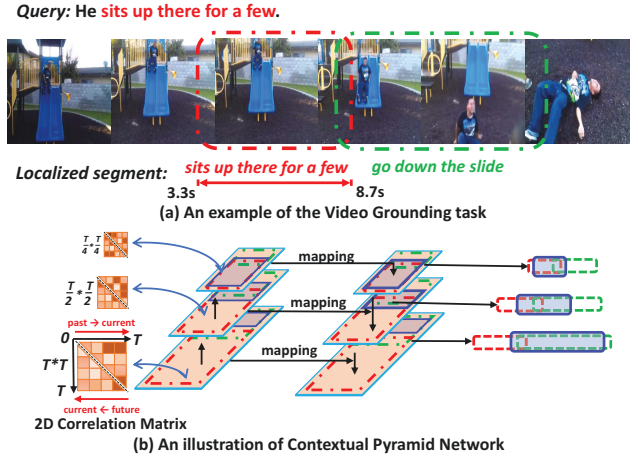 Query: He sits up there for a few.
Localized segment: sits up there for a few go down the slide
3.3s 8.7s
(a) An example of the Video Grounding task
T/4 * T/4
mapping
T/2 * T/2
mapping
past → current
0 T
T*T
mapping
T
current ← future
2D Correlation Matrix
(b) An illustration of Contextual Pyramid Network